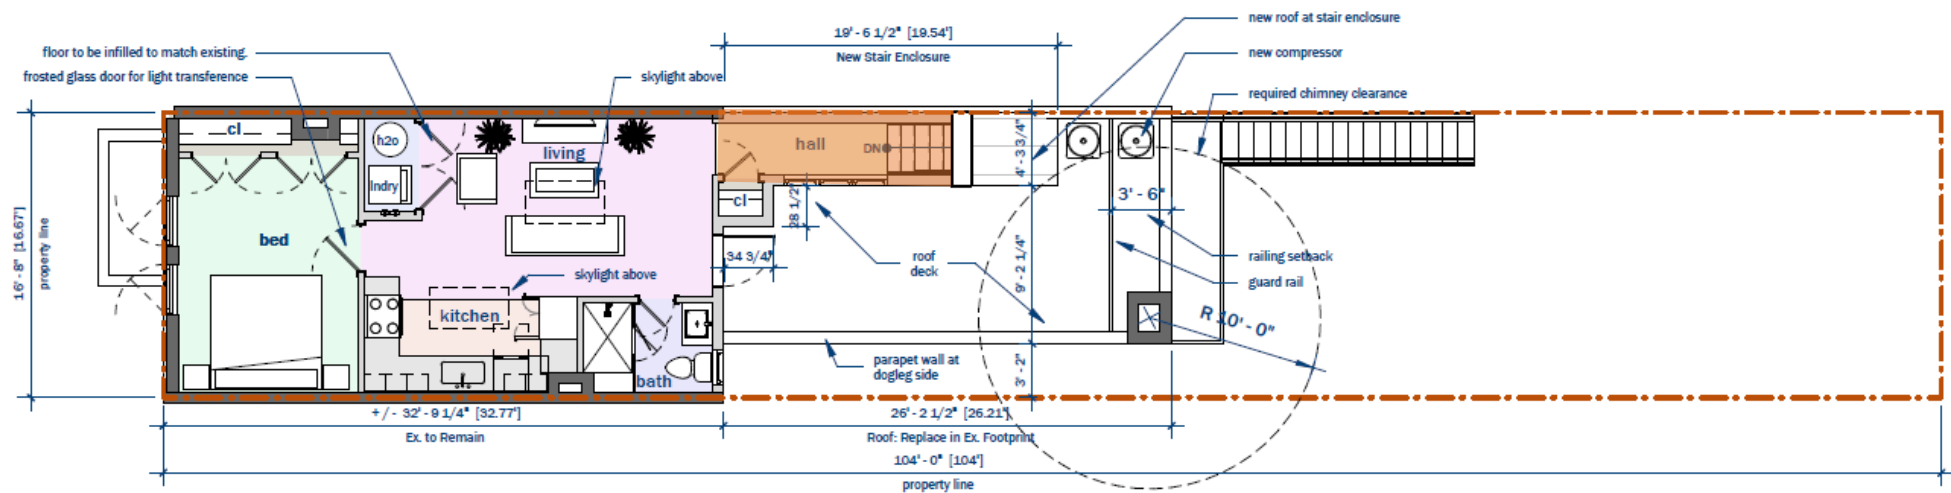 new roof at stair enclosure
19' - 6 1/2" [19.54']
New Stair Enclosure
floor to be infilled to match existing.
new compressor
frosted glass door for light transference
skylight above
required chimney clearance
cl
h2o
living
hall
DN
4' - 3 3/4"
lndry
cl
28 1/2"
3' - 6"
16' - 8" [16.67']
property line
bed
34 3/4"
roof
deck
9' - 2 1/4"
railing setback
guard rail
skylight above
kitchen
R 10' - 0"
bath
parapet wall at
dogleg side
3' - 2"
+/- 32' - 9 1/4" [32.77']
Ex. to Remain
26' - 2 1/2" [26.21']
Roof: Replace in Ex. Footprint
104' - 0" [104']
property line